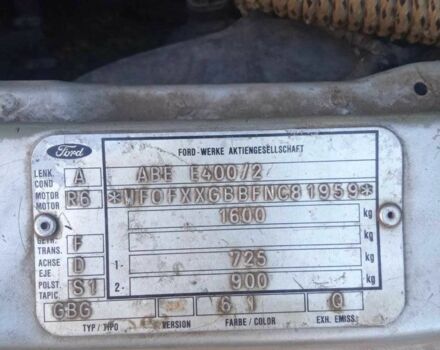 Ford
FORD-WERKE AKTIENGESELLSCHAFT
LENK. COND A ABE E400/2
MOTOR MOTOR R6 *WF0FXXGBBFNC81959*
1600 kg
GETR. TRANS. F kg
ACHSE EJE D 1- 725 kg
POLST. TAPIC. S1 2- 900 kg
GBG 6 1 Q
TYP / TIPO VERSION FARBE / COLOR EXH. EMISS.